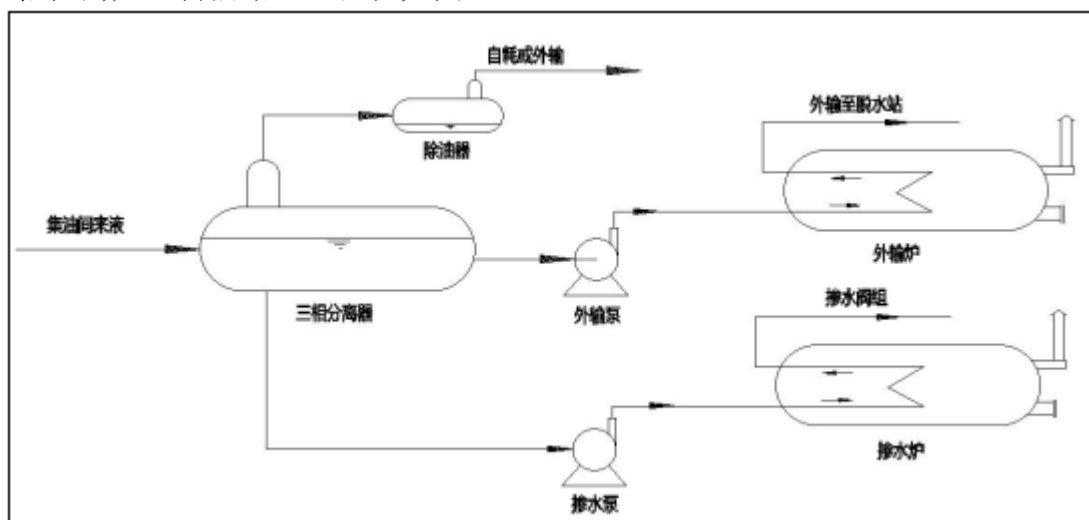 自耗或外输
除油器
外输至脱水站
集油间来液
三相分离器
外输泵
外输炉
掺水阀组
掺水泵
掺水炉